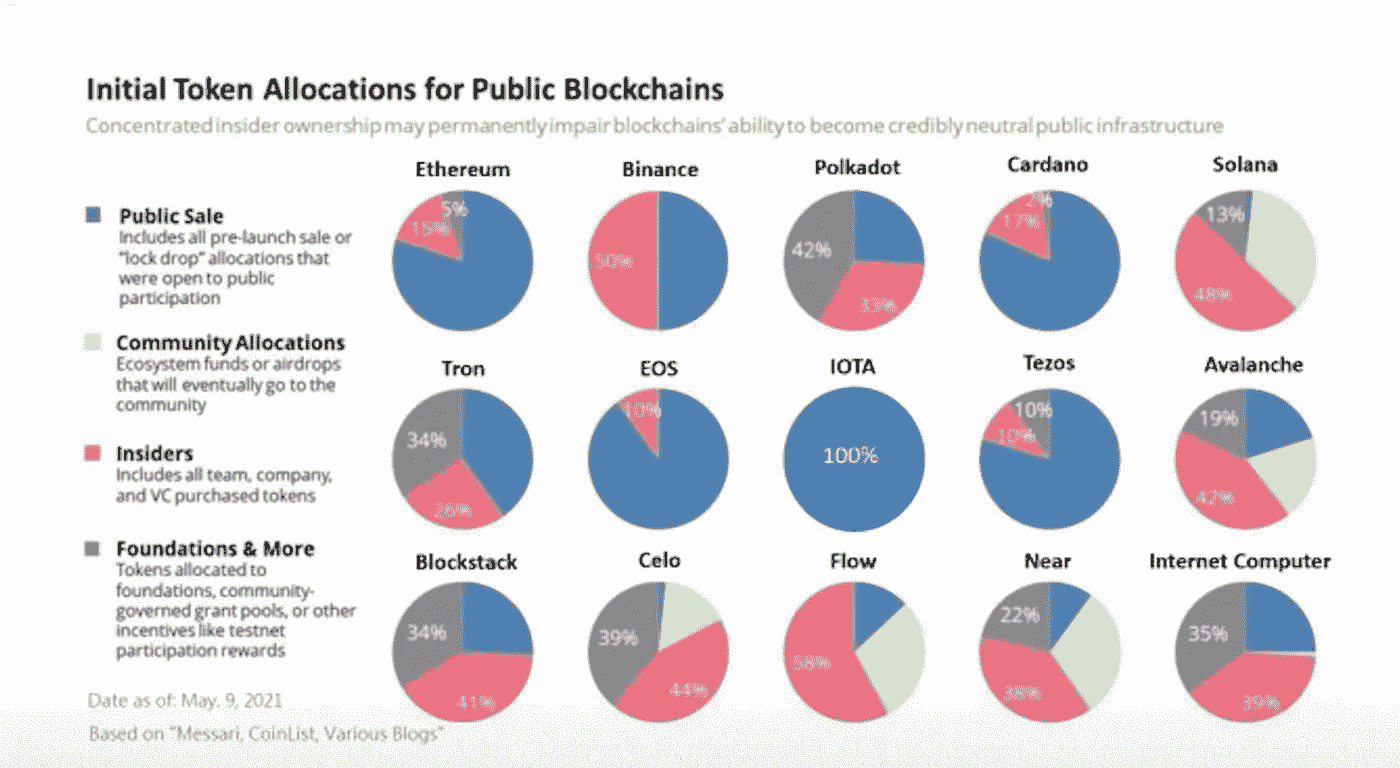 Initial Token Allocations for Public Blockchains
Concentrated insider ownership may permanently impair blockchains' ability to become credibly neutral public infrastructure
Public Sale
Includes all pre-launch sale or
"lock drop" allocations that
were open to public
participation
Community Allocations
Ecosystem funds or airdrops
that will eventually go to the
community
Insiders
Includes all team, company,
and VC purchased tokens
Foundations & More
Tokens allocated to
foundations, community-
governed grant pools, or other
incentives like testnet
participation rewards
Date as of: May. 9, 2021
Based on "Messari, CoinList, Various Blogs"
Ethereum
5%
15%
Binance
50%
Polkadot
42%
33%
Cardano
2%
17%
Solana
13%
48%
Tron
34%
26%
EOS
10%
IOTA
100%
Tezos
10%
10%
Avalanche
19%
42%
Blockstack
34%
41%
Celo
39%
44%
Flow
58%
Near
22%
38%
Internet Computer
35%
39%